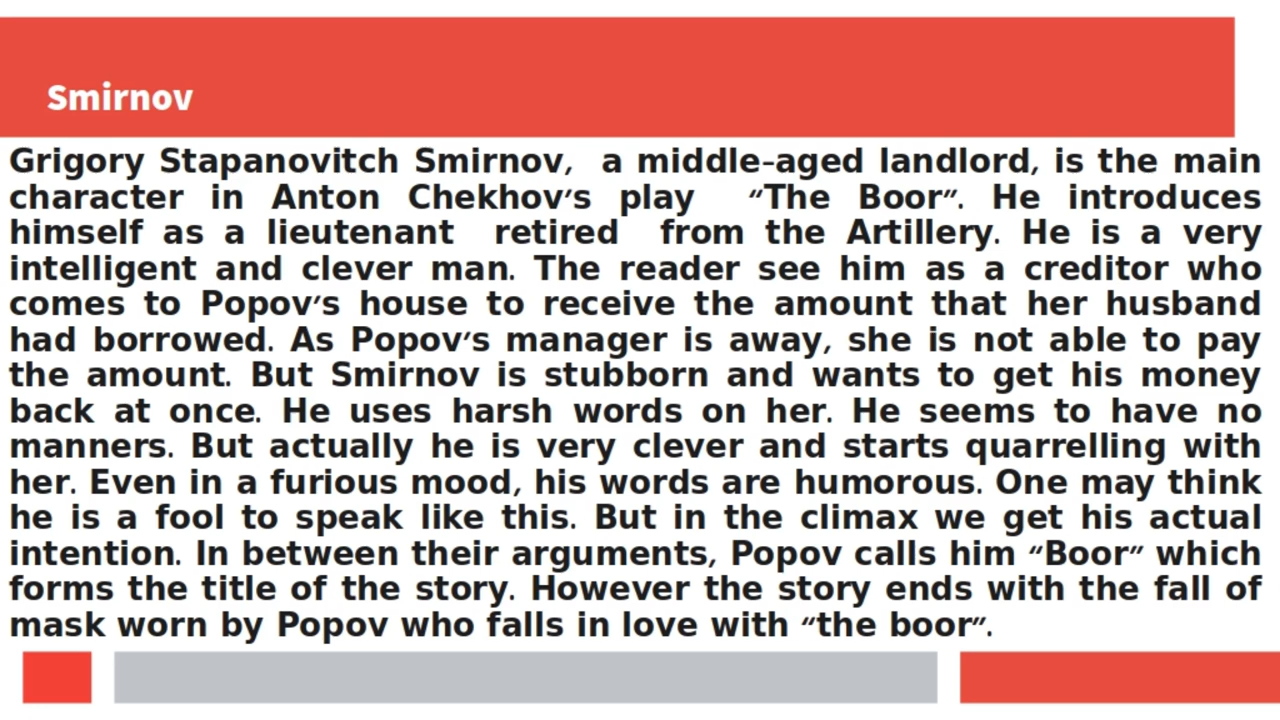 Smirnov
Grigory Stapanovitch Smirnov, a middle-aged landlord, is the main
character in Anton Chekhov's play "The Boor". He introduces
himself as a lieutenant retired from the Artillery. He is a very
intelligent and clever man. The reader see him as a creditor who
comes to Popov's house to receive the amount that her husband
had borrowed. As Popov's manager is away, she is not able to pay
the amount. But Smirnov is stubborn and wants to get his money
back at once. He uses harsh words on her. He seems to have no
manners. But actually he is very clever and starts quarrelling with
her. Even in a furious mood, his words are humorous. One may think
he is a fool to speak like this. But in the climax we get his actual
intention. In between their arguments, Popov calls him "Boor" which
forms the title of the story. However the story ends with the fall of
mask worn by Popov who falls in love with "the boor".